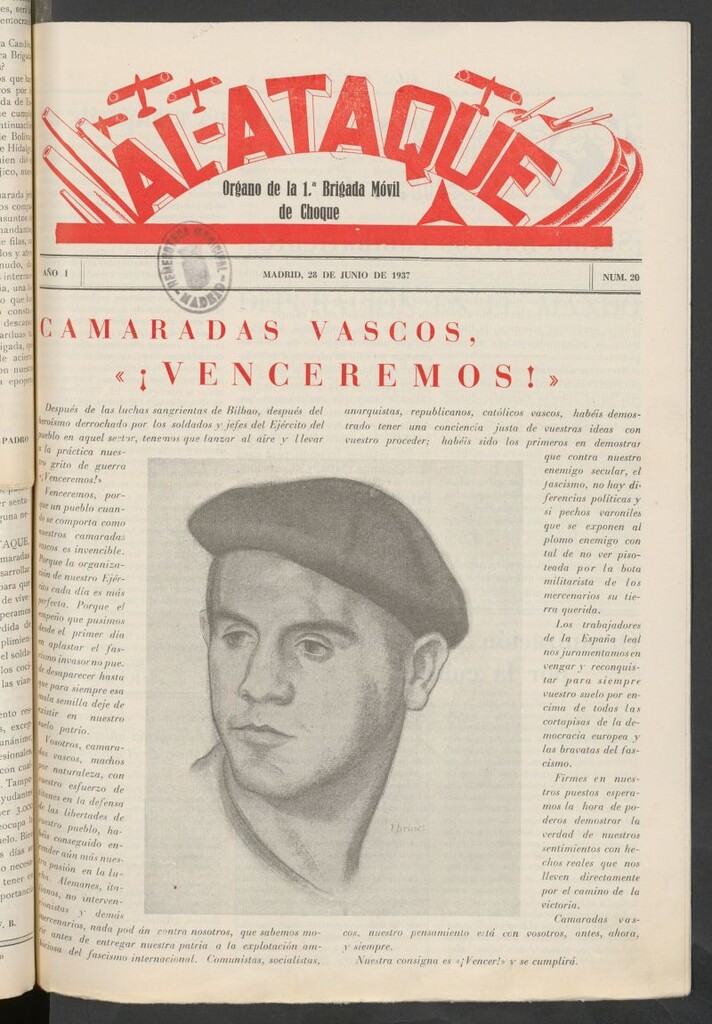 AL-ATAQUE
Organo de la 1.ª Brigada Móvil
de Choque
HEMEROTECA MUNICIPAL
MADRID
AÑO I
MADRID, 28 DE JUNIO DE 1937
NUM. 20
CAMARADAS VASCOS,
«¡VENCEREMOS!»
Después de las luchas sangrientas de Bilbao, después del
heroísmo derrochado por los soldados y jefes del Ejército del
pueblo en aquel sector, tenemos que lanzar al aire y llevar
a la práctica nues-
tro grito de guerra
«¡Venceremos!»
Venceremos, por-
que un pueblo cuan-
do se comporta como
nuestros camaradas
vascos es invencible.
Porque la organiza-
ción de nuestro Ejér-
cito cada día es más
perfecta. Porque el
empeño que pusimos
desde el primer día
en aplastar el fas-
cismo invasor no pue-
de desaparecer hasta
que para siempre esa
mala semilla deje de
existir en nuestro
suelo patrio.
Vosotros, camara-
das vascos, machos
por naturaleza, con
vuestro esfuerzo de
titanes en la defensa
de las libertades de
vuestro pueblo, ha-
béis conseguido en-
cender aún más nues-
tra pasión en la lu-
cha. Alemanes, ita-
lianos, no interven-
cionistas y demás
mercenarios, nada pod án contra nosotros, que sabemos mo-
rir antes de entregar nuestra patria a la explotación am-
biciosa del fascismo internacional. Comunistas, socialistas,
anarquistas, republicanos, católicos vascos, habéis demos-
trado tener una conciencia justa de vuestras ideas con
vuestro proceder; habéis sido los primeros en demostrar
que contra nuestro
enemigo secular, el
fascismo, no hay di-
ferencias políticas y
si pechos varoniles
que se exponen al
plomo enemigo con
tal de no ver piso-
teada por la bota
militarista de los
mercenarios su tie-
rra querida.
Los trabajadores
de la España leal
nos juramentamos en
vengar y reconquis-
tar para siempre
vuestro suelo por en-
cima de todas las
cortapisas de la de-
mocracia europea y
las bravatas del fas-
cismo.
Firmes en nues-
tros puestos espera-
mos la hora de po-
deros demostrar la
verdad de nuestros
sentimientos con he-
chos reales que nos
lleven directamente
por el camino de la
victoria.
Camaradas vas-
cos, nuestro pensamiento está con vosotros, antes, ahora,
y siempre.
Nuestra consigna es «¡Vencer!» y se cumplirá.